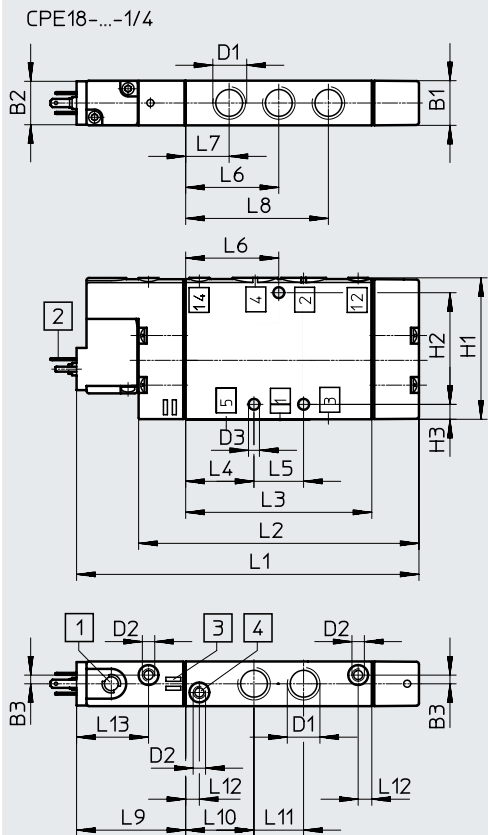 CPE18-...-1/4
D1
B2
B1
L7
L6
L8
L6
14
4
2
12
2
H2
H1
5
1
3
D3
H3
L4
L5
L3
L2
L1
1
D2
3
4
D2
B3
B3
L13
D2
D1
L12
L12
L9
L10
L11